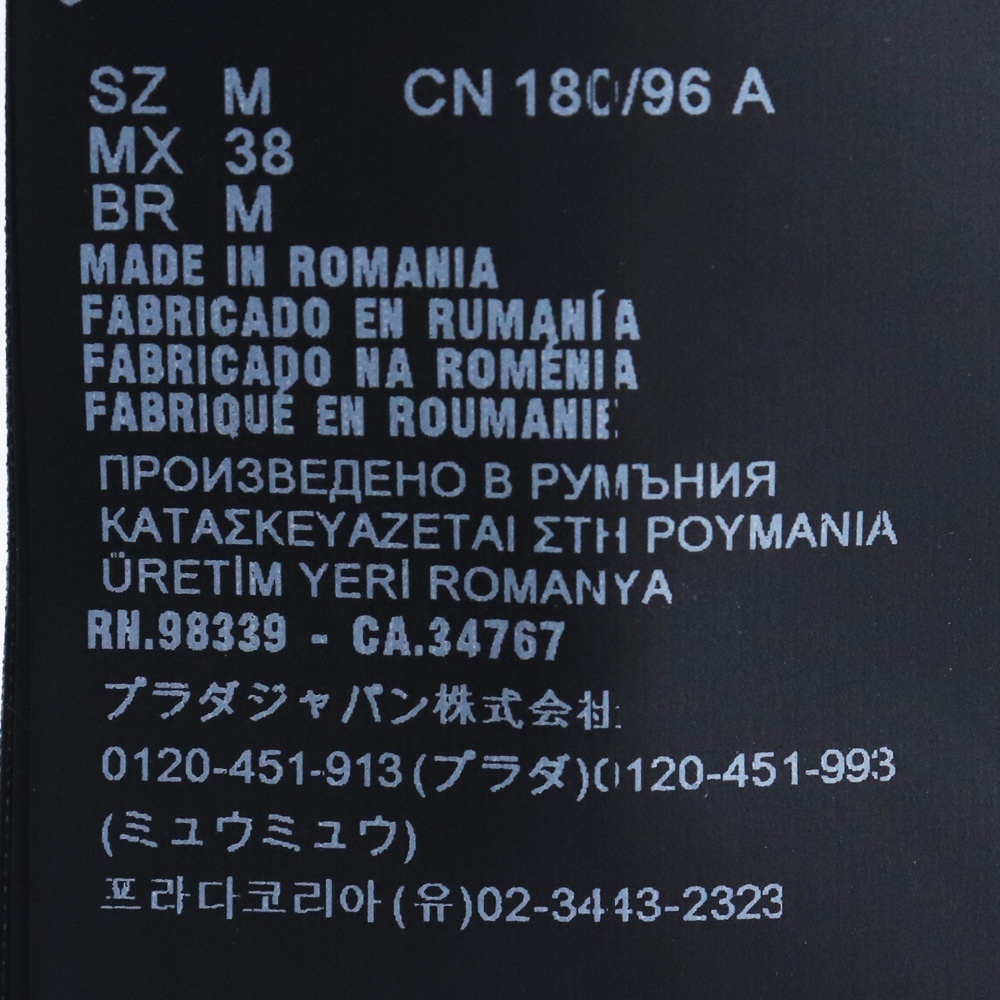 SZ M CN 180/96 A
MX 38
BR M
MADE IN ROMANIA
FABRICADO EN RUMANÍA
FABRICADO NA ROMÉNIA
FABRIQUÉ EN ROUMANIE
ПРОИЗВЕДЕНО В РУМЪНИЯ
ΚΑΤΑΣΚΕΥΑΖΕΤΑΙ ΣΤΗ ΡΟΥΜΑΝΙΑ
ÜRETİM YERİ ROMANYA
RN.98339 - CA.34767
プラダジャパン株式会社
0120-451-913(プラダ)0120-451-993
(ミュウミュウ)
프라다코리아(유)02-3443-2323